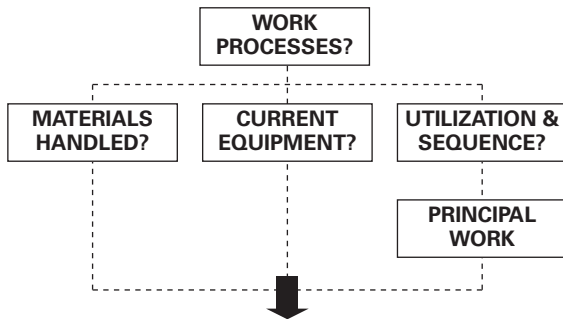 WORK
PROCESSES?
MATERIALS
HANDLED?
CURRENT
EQUIPMENT?
UTILIZATION &
SEQUENCE?
PRINCIPAL
WORK